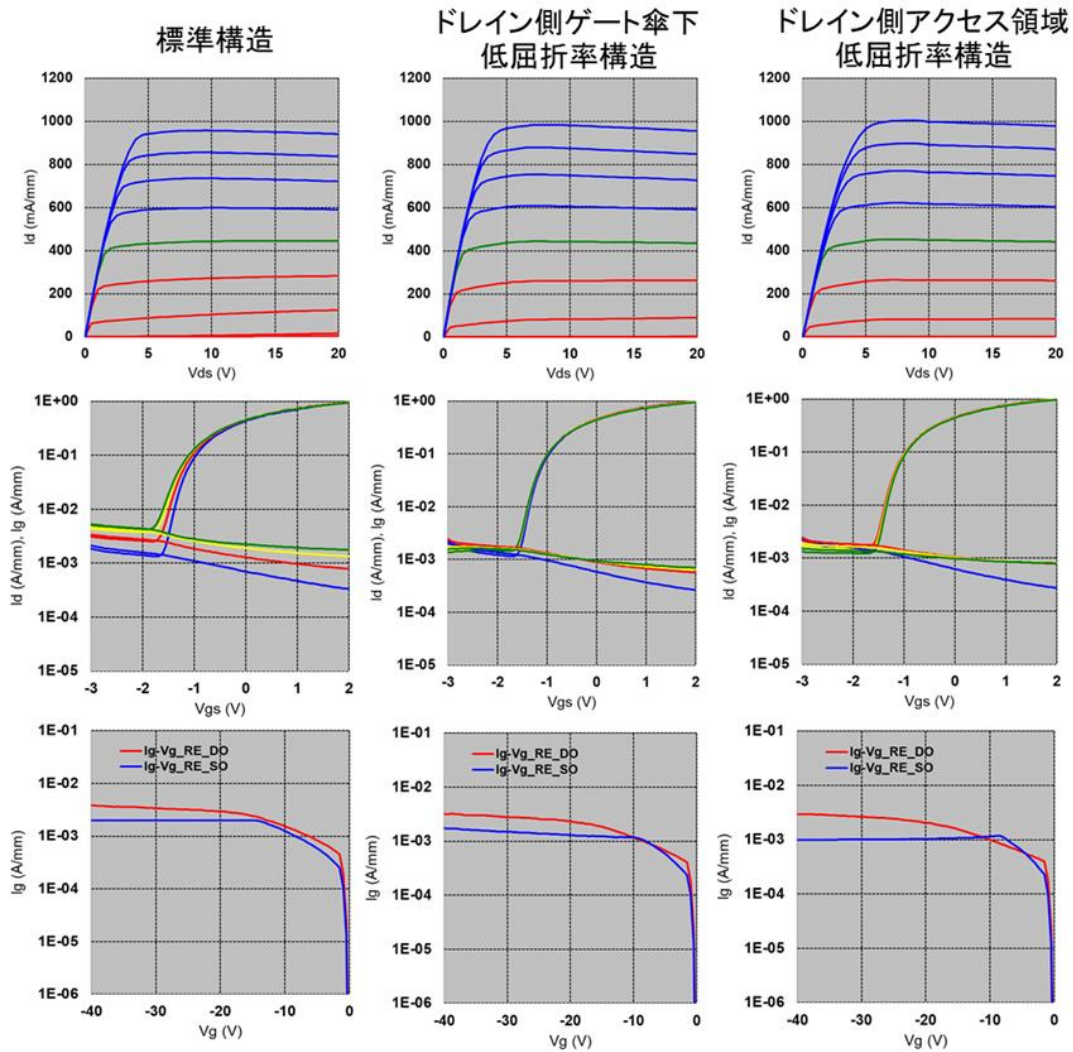 標準構造
ドレイン側ゲート傘下
低屈折率構造
ドレイン側アクセス領域
低屈折率構造
1200
1000
800
600
400
200
0
Id (mA/mm)
0 5 10 15 20
Vds (V)
1200
1000
800
600
400
200
0
Id (mA/mm)
0 5 10 15 20
Vds (V)
1200
1000
800
600
400
200
0
Id (mA/mm)
0 5 10 15 20
Vds (V)
1E+00
1E-01
1E-02
1E-03
1E-04
1E-05
Id (A/mm), Ig (A/mm)
-3 -2 -1 0 1 2
Vgs (V)
1E+00
1E-01
1E-02
1E-03
1E-04
1E-05
Id (A/mm), Ig (A/mm)
-3 -2 -1 0 1 2
Vgs (V)
1E+00
1E-01
1E-02
1E-03
1E-04
1E-05
Id (A/mm), Ig (A/mm)
-3 -2 -1 0 1 2
Vgs (V)
1E-01
1E-02
1E-03
1E-04
1E-05
1E-06
Ig (A/mm)
Ig-Vg_RE_DO
Ig-Vg_RE_SO
-40 -30 -20 -10 0
Vg (V)
1E-01
1E-02
1E-03
1E-04
1E-05
1E-06
Ig (A/mm)
Ig-Vg_RE_DO
Ig-Vg_RE_SO
-40 -30 -20 -10 0
Vg (V)
1E-01
1E-02
1E-03
1E-04
1E-05
1E-06
Ig (A/mm)
Ig-Vg_RE_DO
Ig-Vg_RE_SO
-40 -30 -20 -10 0
Vg (V)